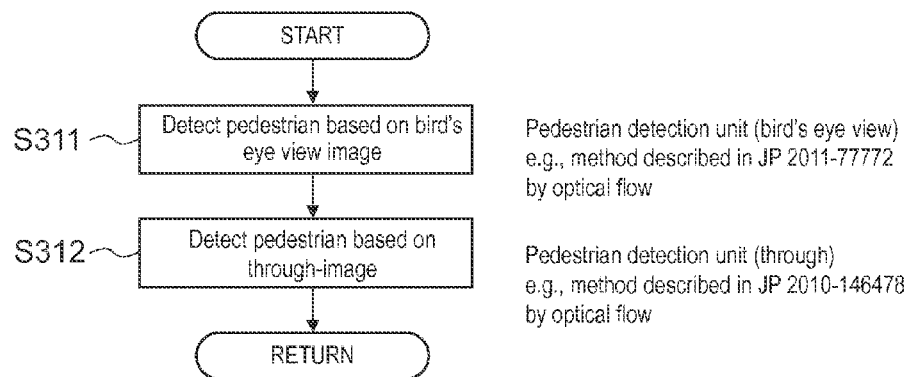 START
S311
Detect pedestrian based on bird's
eye view image
Pedestrian detection unit (bird's eye view)
e.g., method described in JP 2011-77772
by optical flow
S312
Detect pedestrian based on
through-image
Pedestrian detection unit (through)
e.g., method described in JP 2010-146478
by optical flow
RETURN